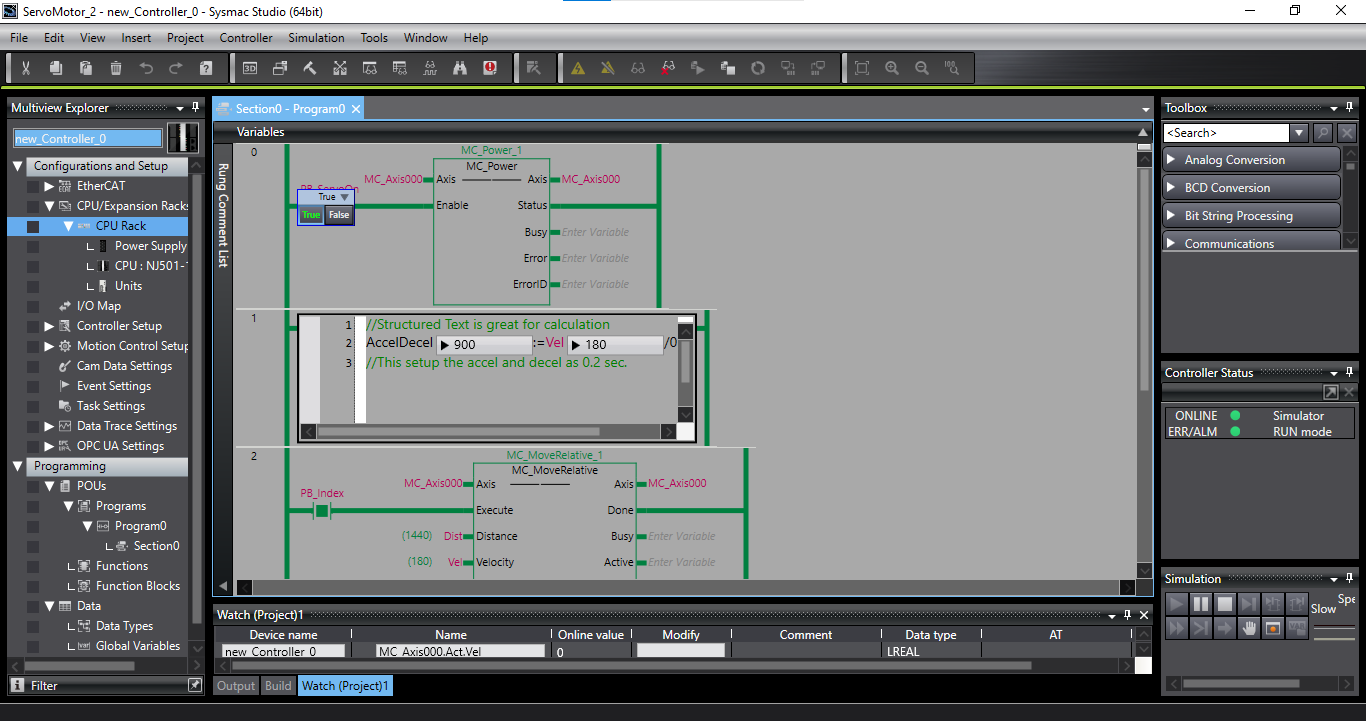 ServoMotor_2 - new_Controller_0 - Sysmac Studio (64bit)
File Edit View Insert Project Controller Simulation Tools Window Help
Multiview Explorer
new_Controller_0
Configurations and Setup
EtherCAT
CPU/Expansion Racks
CPU Rack
Power Supply
CPU : NJ501-
Units
I/O Map
Controller Setup
Motion Control Setup
Cam Data Settings
Event Settings
Task Settings
Data Trace Settings
OPC UA Settings
Programming
POUs
Programs
Program0
Section0
Functions
Function Blocks
Data
Data Types
Global Variables
Filter
Section0 - Program0
Variables
Rung Comment List
0
MC_Power_1
MC_Power
PB_ServoOn
True
True False
MC_Axis000 Axis Axis MC_Axis000
Enable Status
Busy Enter Variable
Error Enter Variable
ErrorID Enter Variable
1
1 //Structured Text is great for calculation
2 AccelDecel 900 :=Vel 180 /0
3 //This setup the accel and decel as 0.2 sec.
2
MC_MoveRelative_1
MC_MoveRelative
MC_Axis000 Axis Axis MC_Axis000
PB_Index
Execute Done
(1440) Dist Distance Busy Enter Variable
(180) Vel Velocity Active Enter Variable
Watch (Project)1
Device name Name Online value Modify Comment Data type AT
new_Controller_0 MC_Axis000.Act.Vel 0 LREAL
Output Build Watch (Project)1
Toolbox
<Search>
Analog Conversion
BCD Conversion
Bit String Processing
Communications
Controller Status
ONLINE Simulator
ERR/ALM RUN mode
Simulation
3D
100%
Spe
Slow